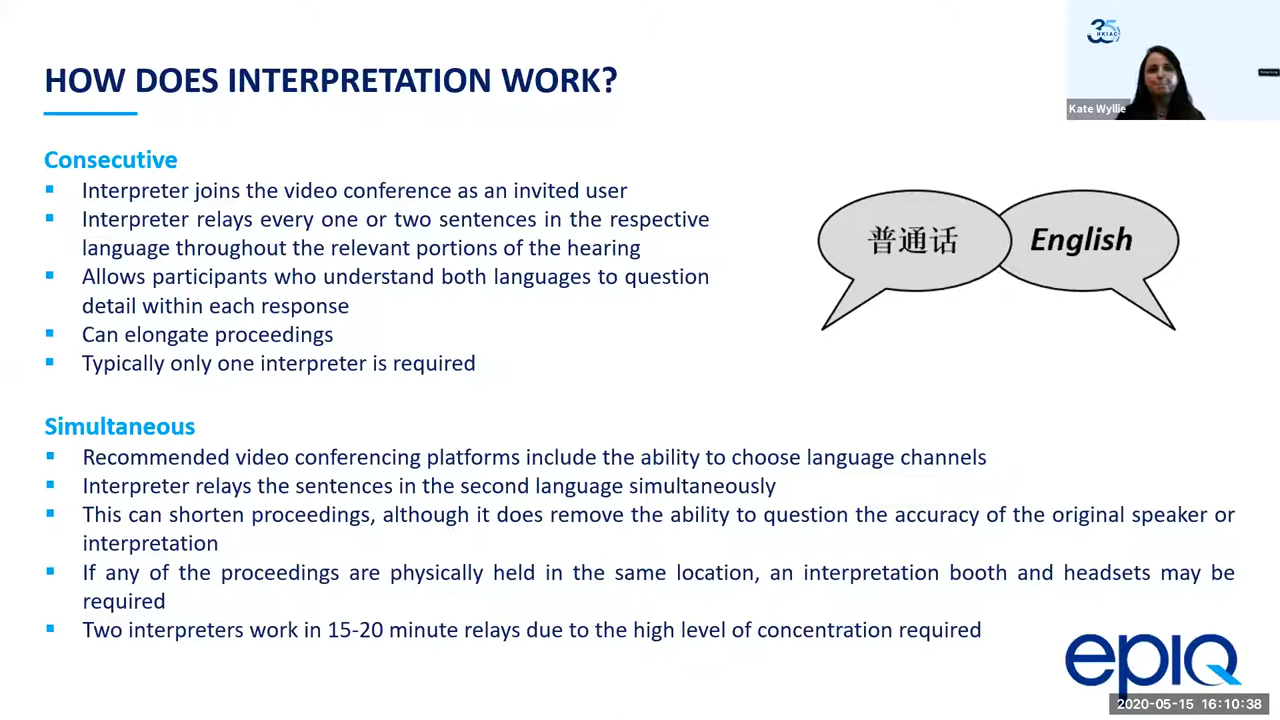 HOW DOES INTERPRETATION WORK?
35
HKIAC
Kate Wyllie
Consecutive
Interpreter joins the video conference as an invited user
Interpreter relays every one or two sentences in the respective
language throughout the relevant portions of the hearing
Allows participants who understand both languages to question
detail within each response
Can elongate proceedings
Typically only one interpreter is required
普通话
English
Simultaneous
Recommended video conferencing platforms include the ability to choose language channels
Interpreter relays the sentences in the second language simultaneously
This can shorten proceedings, although it does remove the ability to question the accuracy of the original speaker or
interpretation
If any of the proceedings are physically held in the same location, an interpretation booth and headsets may be
required
Two interpreters work in 15-20 minute relays due to the high level of concentration required
epiq
2020-05-15 16:10:38